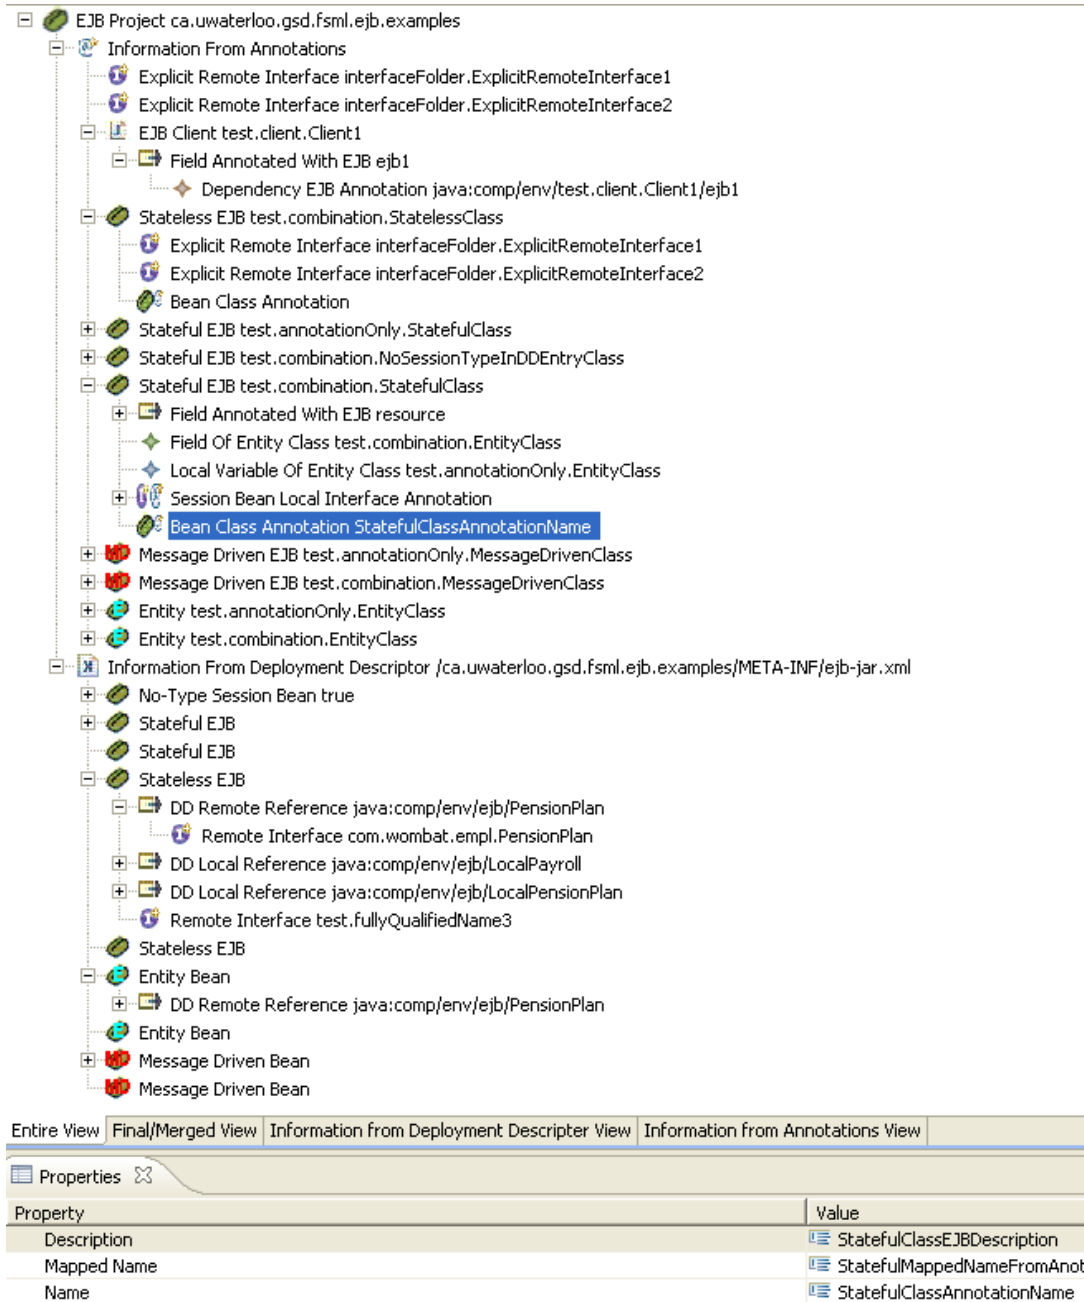 EJB Project ca.uwaterloo.gsd.fsml.ejb.examples
Information From Annotations
Explicit Remote Interface interfaceFolder.ExplicitRemoteInterface1
Explicit Remote Interface interfaceFolder.ExplicitRemoteInterface2
EJB Client test.client.Client1
Field Annotated With EJB ejb1
Dependency EJB Annotation java:comp/env/test.client.Client1/ejb1
Stateless EJB test.combination.StatelessClass
Explicit Remote Interface interfaceFolder.ExplicitRemoteInterface1
Explicit Remote Interface interfaceFolder.ExplicitRemoteInterface2
Bean Class Annotation
Stateful EJB test.annotationOnly.StatefulClass
Stateful EJB test.combination.NoSessionTypeInDDEntryClass
Stateful EJB test.combination.StatefulClass
Field Annotated With EJB resource
Field Of Entity Class test.combination.EntityClass
Local Variable Of Entity Class test.annotationOnly.EntityClass
Session Bean Local Interface Annotation
Bean Class Annotation StatefulClassAnnotationName
Message Driven EJB test.annotationOnly.MessageDrivenClass
Message Driven EJB test.combination.MessageDrivenClass
Entity test.annotationOnly.EntityClass
Entity test.combination.EntityClass
Information From Deployment Descriptor /ca.uwaterloo.gsd.fsml.ejb.examples/META-INF/ejb-jar.xml
No-Type Session Bean true
Stateful EJB
Stateful EJB
Stateless EJB
DD Remote Reference java:comp/env/ejb/PensionPlan
Remote Interface com.wombat.empl.PensionPlan
DD Local Reference java:comp/env/ejb/LocalPayroll
DD Local Reference java:comp/env/ejb/LocalPensionPlan
Remote Interface test.fullyQualifiedName3
Stateless EJB
Entity Bean
DD Remote Reference java:comp/env/ejb/PensionPlan
Entity Bean
Message Driven Bean
Message Driven Bean
Entire View Final/Merged View Information from Deployment Descripter View Information from Annotations View
Properties
Property Value
Description StatefulClassEJBDescription
Mapped Name StatefulMappedNameFromAnot
Name StatefulClassAnnotationName